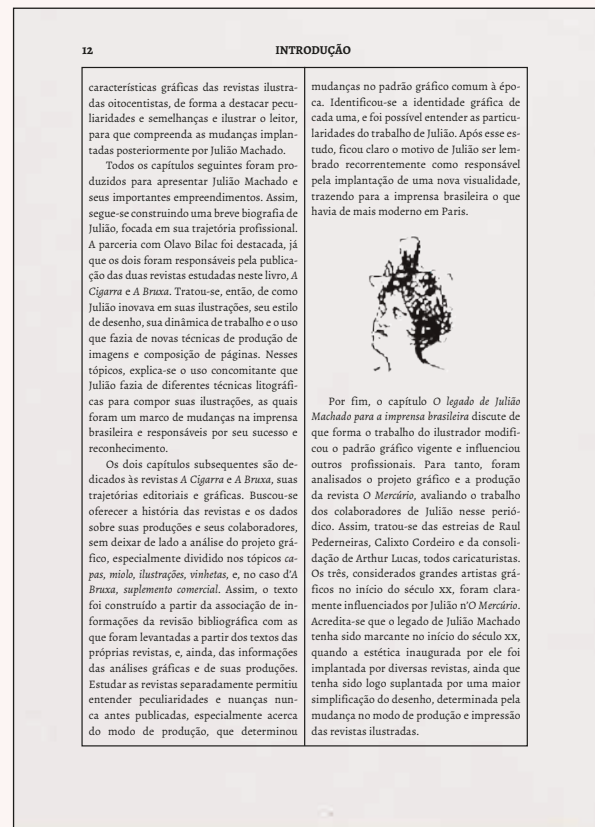 12
INTRODUÇÃO
características gráficas das revistas ilustra-
das oitocentistas, de forma a destacar pecu-
liaridades e semelhanças e ilustrar o leitor,
para que compreenda as mudanças implan-
tadas posteriormente por Julião Machado.
Todos os capítulos seguintes foram pro-
duzidos para apresentar Julião Machado e
seus importantes empreendimentos. Assim,
segue-se construindo uma breve biografia de
Julião, focada em sua trajetória profissional.
A parceria com Olavo Bilac foi destacada, já
que os dois foram responsáveis pela publica-
ção das duas revistas estudadas neste livro, A
Cigarra e A Bruxa. Tratou-se, então, de como
Julião inovava em suas ilustrações, seu estilo
de desenho, sua dinâmica de trabalho e o uso
que fazia de novas técnicas de produção de
imagens e composição de páginas. Nesses
tópicos, explica-se o uso concomitante que
Julião fazia de diferentes técnicas litográfi-
cas para compor suas ilustrações, as quais
foram um marco de mudanças na imprensa
brasileira e responsáveis por seu sucesso e
reconhecimento.
Os dois capítulos subsequentes são de-
dicados às revistas A Cigarra e A Bruxa, suas
trajetórias editoriais e gráficas. Buscou-se
oferecer a história das revistas e os dados
sobre suas produções e seus colaboradores,
sem deixar de lado a análise do projeto grá-
fico, especialmente dividido nos tópicos ca-
pas, miolo, ilustrações, vinhetas, e, no caso d'A
Bruxa, suplemento comercial. Assim, o texto
foi construído a partir da associação de in-
formações da revisão bibliográfica com as
que foram levantadas a partir dos textos das
próprias revistas, e, ainda, das informações
das análises gráficas e de suas produções.
Estudar as revistas separadamente permitiu
entender peculiaridades e nuanças nun-
ca antes publicadas, especialmente acerca
do modo de produção, que determinou
mudanças no padrão gráfico comum à épo-
ca. Identificou-se a identidade gráfica de
cada uma, e foi possível entender as particu-
laridades do trabalho de Julião. Após esse es-
tudo, ficou claro o motivo de Julião ser lem-
brado recorrentemente como responsável
pela implantação de uma nova visualidade,
trazendo para a imprensa brasileira o que
havia de mais moderno em Paris.
Por fim, o capítulo O legado de Julião
Machado para a imprensa brasileira discute de
que forma o trabalho do ilustrador modifi-
cou o padrão gráfico vigente e influenciou
outros profissionais. Para tanto, foram
analisados o projeto gráfico e a produção
da revista O Mercúrio, avaliando o trabalho
dos colaboradores de Julião nesse perió-
dico. Assim, tratou-se das estreias de Raul
Pederneiras, Calixto Cordeiro e da consoli-
dação de Arthur Lucas, todos caricaturistas.
Os três, considerados grandes artistas grá-
ficos no início do século XX, foram clara-
mente influenciados por Julião n'O Mercúrio.
Acredita-se que o legado de Julião Machado
tenha sido marcante no início do século XX,
quando a estética inaugurada por ele foi
implantada por diversas revistas, ainda que
tenha sido logo suplantada por uma maior
simplificação do desenho, determinada pela
mudança no modo de produção e impressão
das revistas ilustradas.